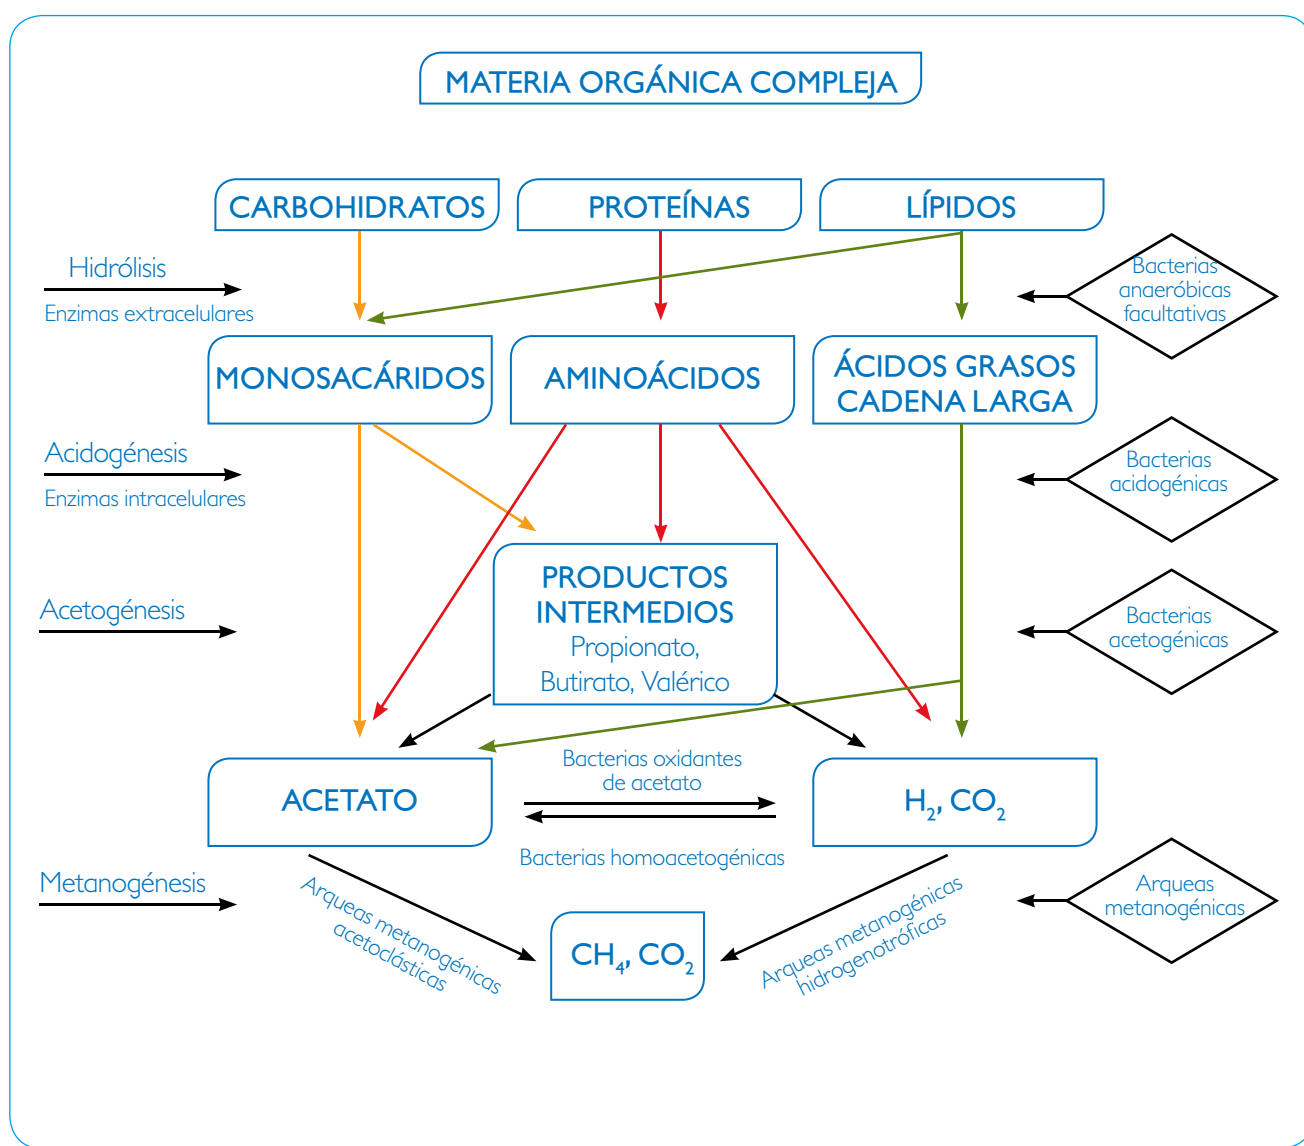 MATERIA ORGÁNICA COMPLEJA
CARBOHIDRATOS
PROTEÍNAS
LÍPIDOS
Hidrólisis
Enzimas extracelulares
Bacterias
anaeróbicas
facultativas
MONOSACÁRIDOS
AMINOÁCIDOS
ÁCIDOS GRASOS
CADENA LARGA
Acidogénesis
Enzimas intracelulares
Bacterias
acidogénicas
PRODUCTOS
INTERMEDIOS
Propionato,
Butirato, Valérico
Acetogénesis
Bacterias
acetogénicas
ACETATO
Bacterias oxidantes
de acetato
Bacterias homoacetogénicas
H₂, CO₂
Metanogénesis
Arqueas metanogénicas
acetoclásticas
CH₄, CO₂
Arqueas metanogénicas
hidrogenotróficas
Arqueas
metanogénicas